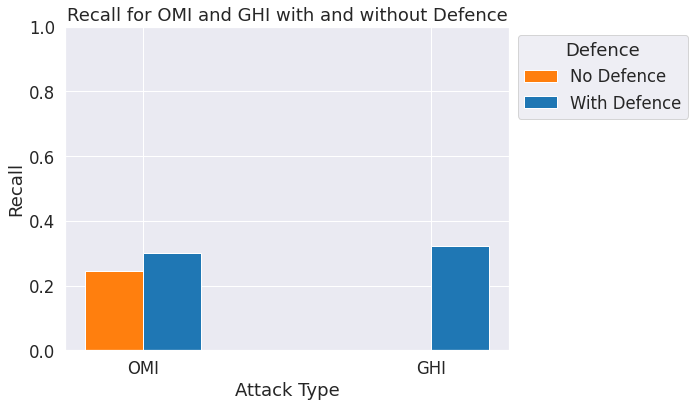 Recall for OMI and GHI with and without Defence
Defence
No Defence
With Defence
1.0
0.8
0.6
0.4
0.2
0.0
Recall
OMI
GHI
Attack Type